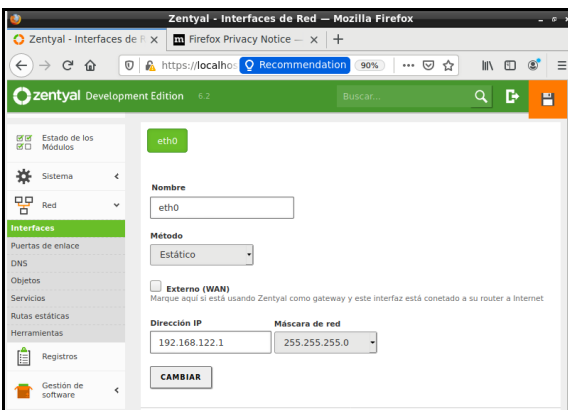 Zentyal - Interfaces de Red — Mozilla Firefox
Zentyal - Interfaces de R
Firefox Privacy Notice —
https://localhos Recommendation 90%
zentyal Development Edition 6.2 Buscar...
Estado de los
Módulos
Sistema
Red
Interfaces
Puertas de enlace
DNS
Objetos
Servicios
Rutas estáticas
Herramientas
Registros
Gestión de
software
eth0
Nombre
eth0
Método
Estático
Externo (WAN)
Marque aquí si está usando Zentyal como gateway y este interfaz está conetado a su router a Internet
Dirección IP Máscara de red
192.168.122.1 255.255.255.0
CAMBIAR